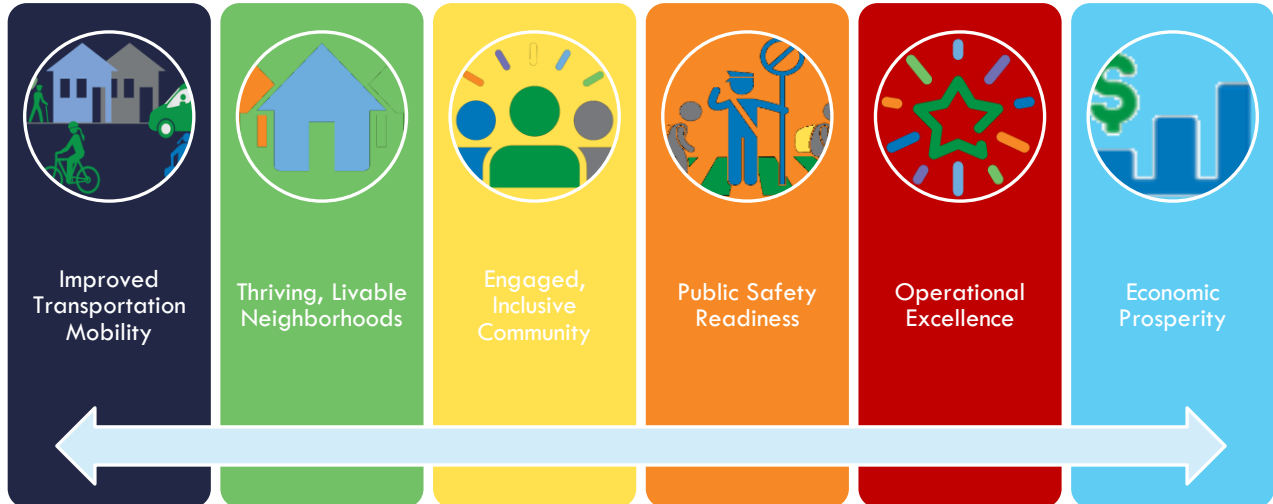 Improved
Transportation
Mobility
Thriving, Livable
Neighborhoods
Engaged,
Inclusive
Community
Public Safety
Readiness
Operational
Excellence
$
Economic
Prosperity